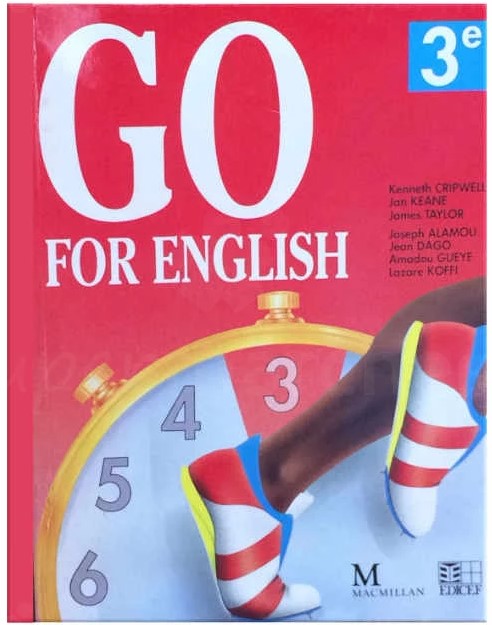 GO
FOR ENGLISH
3e
Kenneth CRIPWELL
Jan KEANE
James TAYLOR
Joseph ALAMOU
Jean DAGO
Amadou GUEYE
Lazare KOFFI
3
4
5
6
M
MACMILLAN
EDICEF